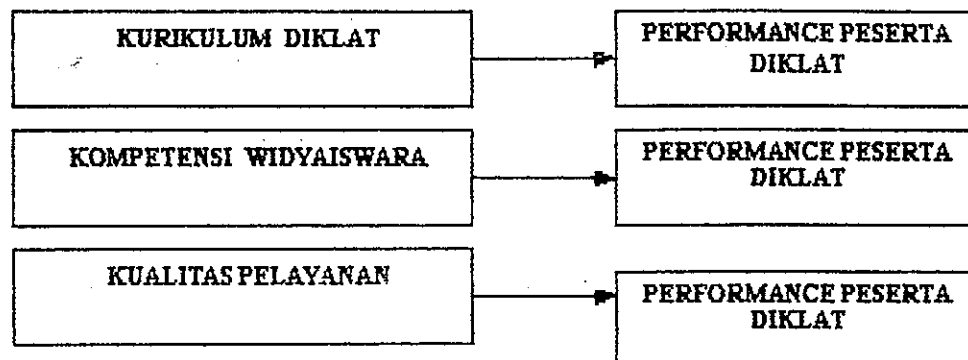 KURIKULUM DIKLAT
PERFORMANCE PESERTA
DIKLAT
KOMPETENSI WIDYAISWARA
PERFORMANCE PESERTA
DIKLAT
KUALITAS PELAYANAN
PERFORMANCE PESERTA
DIKLAT